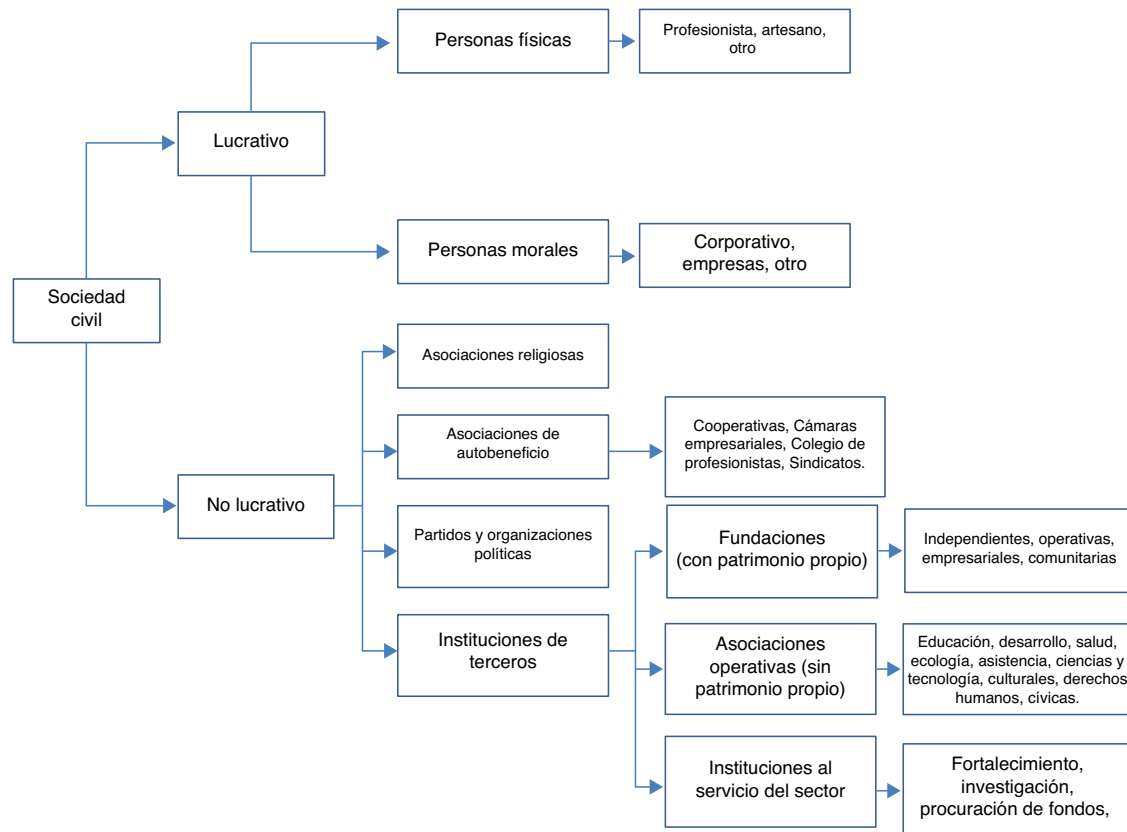 Personas físicas
Profesionista, artesano,
otro
Lucrativo
Personas morales
Corporativo,
empresas, otro
Sociedad
civil
Asociaciones religiosas
Asociaciones de
autobeneficio
Cooperativas, Cámaras
empresariales, Colegio de
profesionistas, Sindicatos.
No lucrativo
Partidos y organizaciones
políticas
Fundaciones
(con patrimonio propio)
Independientes, operativas,
empresariales, comunitarias
Instituciones de
terceros
Asociaciones
operativas (sin
patrimonio propio)
Educación, desarrollo, salud,
ecología, asistencia, ciencias y
tecnología, culturales, derechos
humanos, cívicas.
Instituciones al
servicio del sector
Fortalecimiento,
investigación,
procuración de fondos,